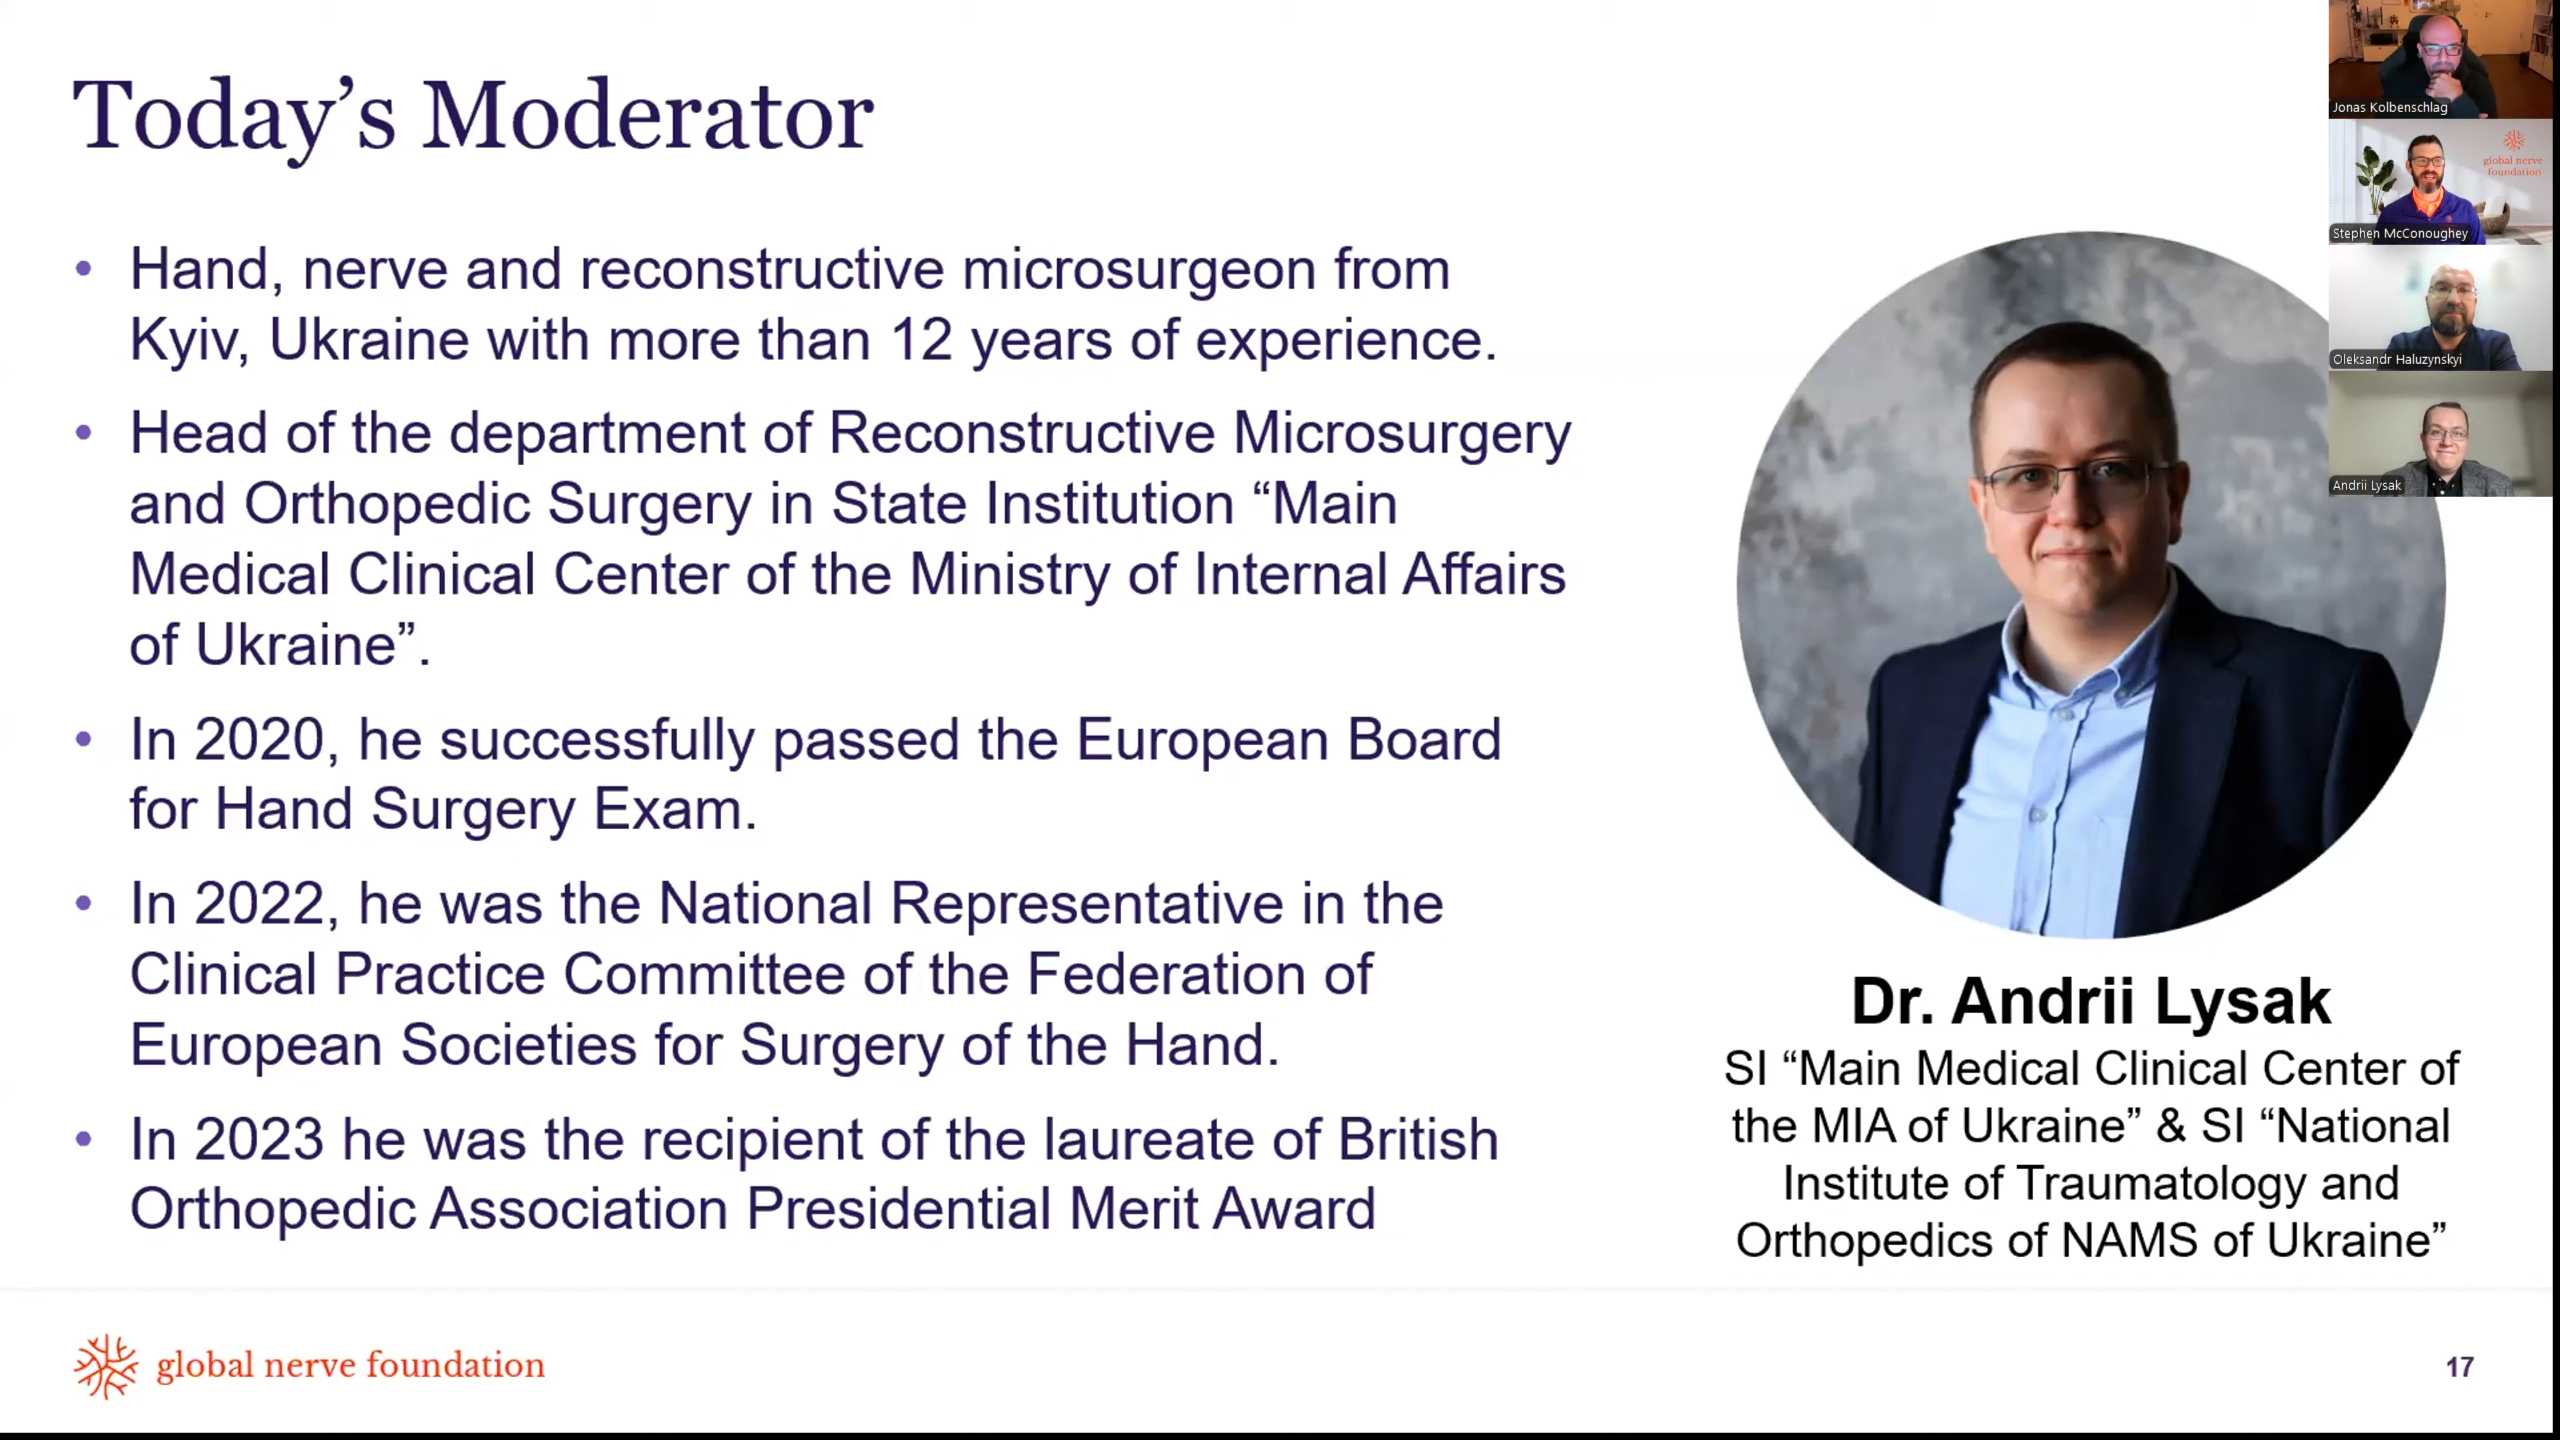 Today’s Moderator
• Hand, nerve and reconstructive microsurgeon from
Kyiv, Ukraine with more than 12 years of experience.
• Head of the department of Reconstructive Microsurgery
and Orthopedic Surgery in State Institution “Main
Medical Clinical Center of the Ministry of Internal Affairs
of Ukraine”.
• In 2020, he successfully passed the European Board
for Hand Surgery Exam.
• In 2022, he was the National Representative in the
Clinical Practice Committee of the Federation of
European Societies for Surgery of the Hand.
• In 2023 he was the recipient of the laureate of British
Orthopedic Association Presidential Merit Award
Dr. Andrii Lysak
SI “Main Medical Clinical Center of
the MIA of Ukraine” & SI “National
Institute of Traumatology and
Orthopedics of NAMS of Ukraine”
Jonas Kolbenschlag
global nerve
foundation
Stephen McConoughey
Oleksandr Haluzynskyi
Andrii Lysak
global nerve foundation
17